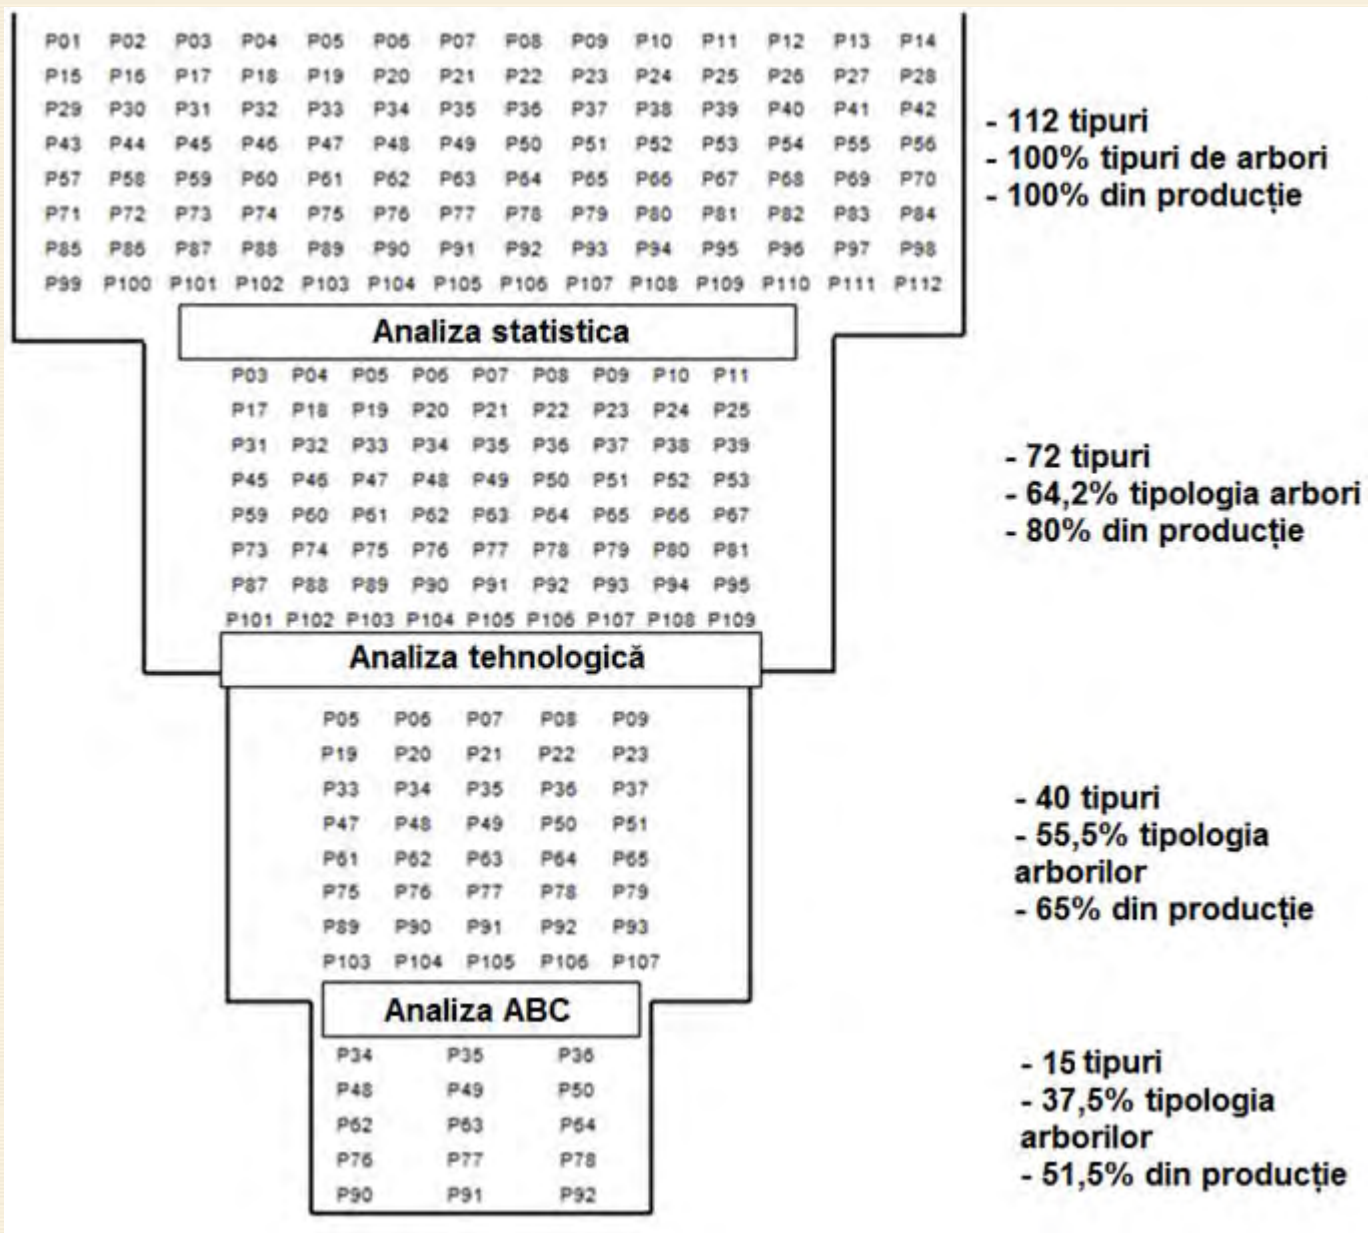 P01 P02 P03 P04 P05 P06 P07 P08 P09 P10 P11 P12 P13 P14
P15 P16 P17 P18 P19 P20 P21 P22 P23 P24 P25 P26 P27 P28
P29 P30 P31 P32 P33 P34 P35 P36 P37 P38 P39 P40 P41 P42
P43 P44 P45 P46 P47 P48 P49 P50 P51 P52 P53 P54 P55 P56
P57 P58 P59 P60 P61 P62 P63 P64 P65 P66 P67 P68 P69 P70
P71 P72 P73 P74 P75 P76 P77 P78 P79 P80 P81 P82 P83 P84
P85 P86 P87 P88 P89 P90 P91 P92 P93 P94 P95 P96 P97 P98
P99 P100 P101 P102 P103 P104 P105 P106 P107 P108 P109 P110 P111 P112
- 112 tipuri
- 100% tipuri de arbori
- 100% din producție
Analiza statistica
P03 P04 P05 P06 P07 P08 P09 P10 P11
P17 P18 P19 P20 P21 P22 P23 P24 P25
P31 P32 P33 P34 P35 P36 P37 P38 P39
P45 P46 P47 P48 P49 P50 P51 P52 P53
P59 P60 P61 P62 P63 P64 P65 P66 P67
P73 P74 P75 P76 P77 P78 P79 P80 P81
P87 P88 P89 P90 P91 P92 P93 P94 P95
P101 P102 P103 P104 P105 P106 P107 P108 P109
- 72 tipuri
- 64,2% tipologia arbori
- 80% din producție
Analiza tehnologică
P05 P06 P07 P08 P09
P19 P20 P21 P22 P23
P33 P34 P35 P36 P37
P47 P48 P49 P50 P51
P61 P62 P63 P64 P65
P75 P76 P77 P78 P79
P89 P90 P91 P92 P93
P103 P104 P105 P106 P107
- 40 tipuri
- 55,5% tipologia
arborilor
- 65% din producție
Analiza ABC
P34 P35 P36
P48 P49 P50
P62 P63 P64
P76 P77 P78
P90 P91 P92
- 15 tipuri
- 37,5% tipologia
arborilor
- 51,5% din producție